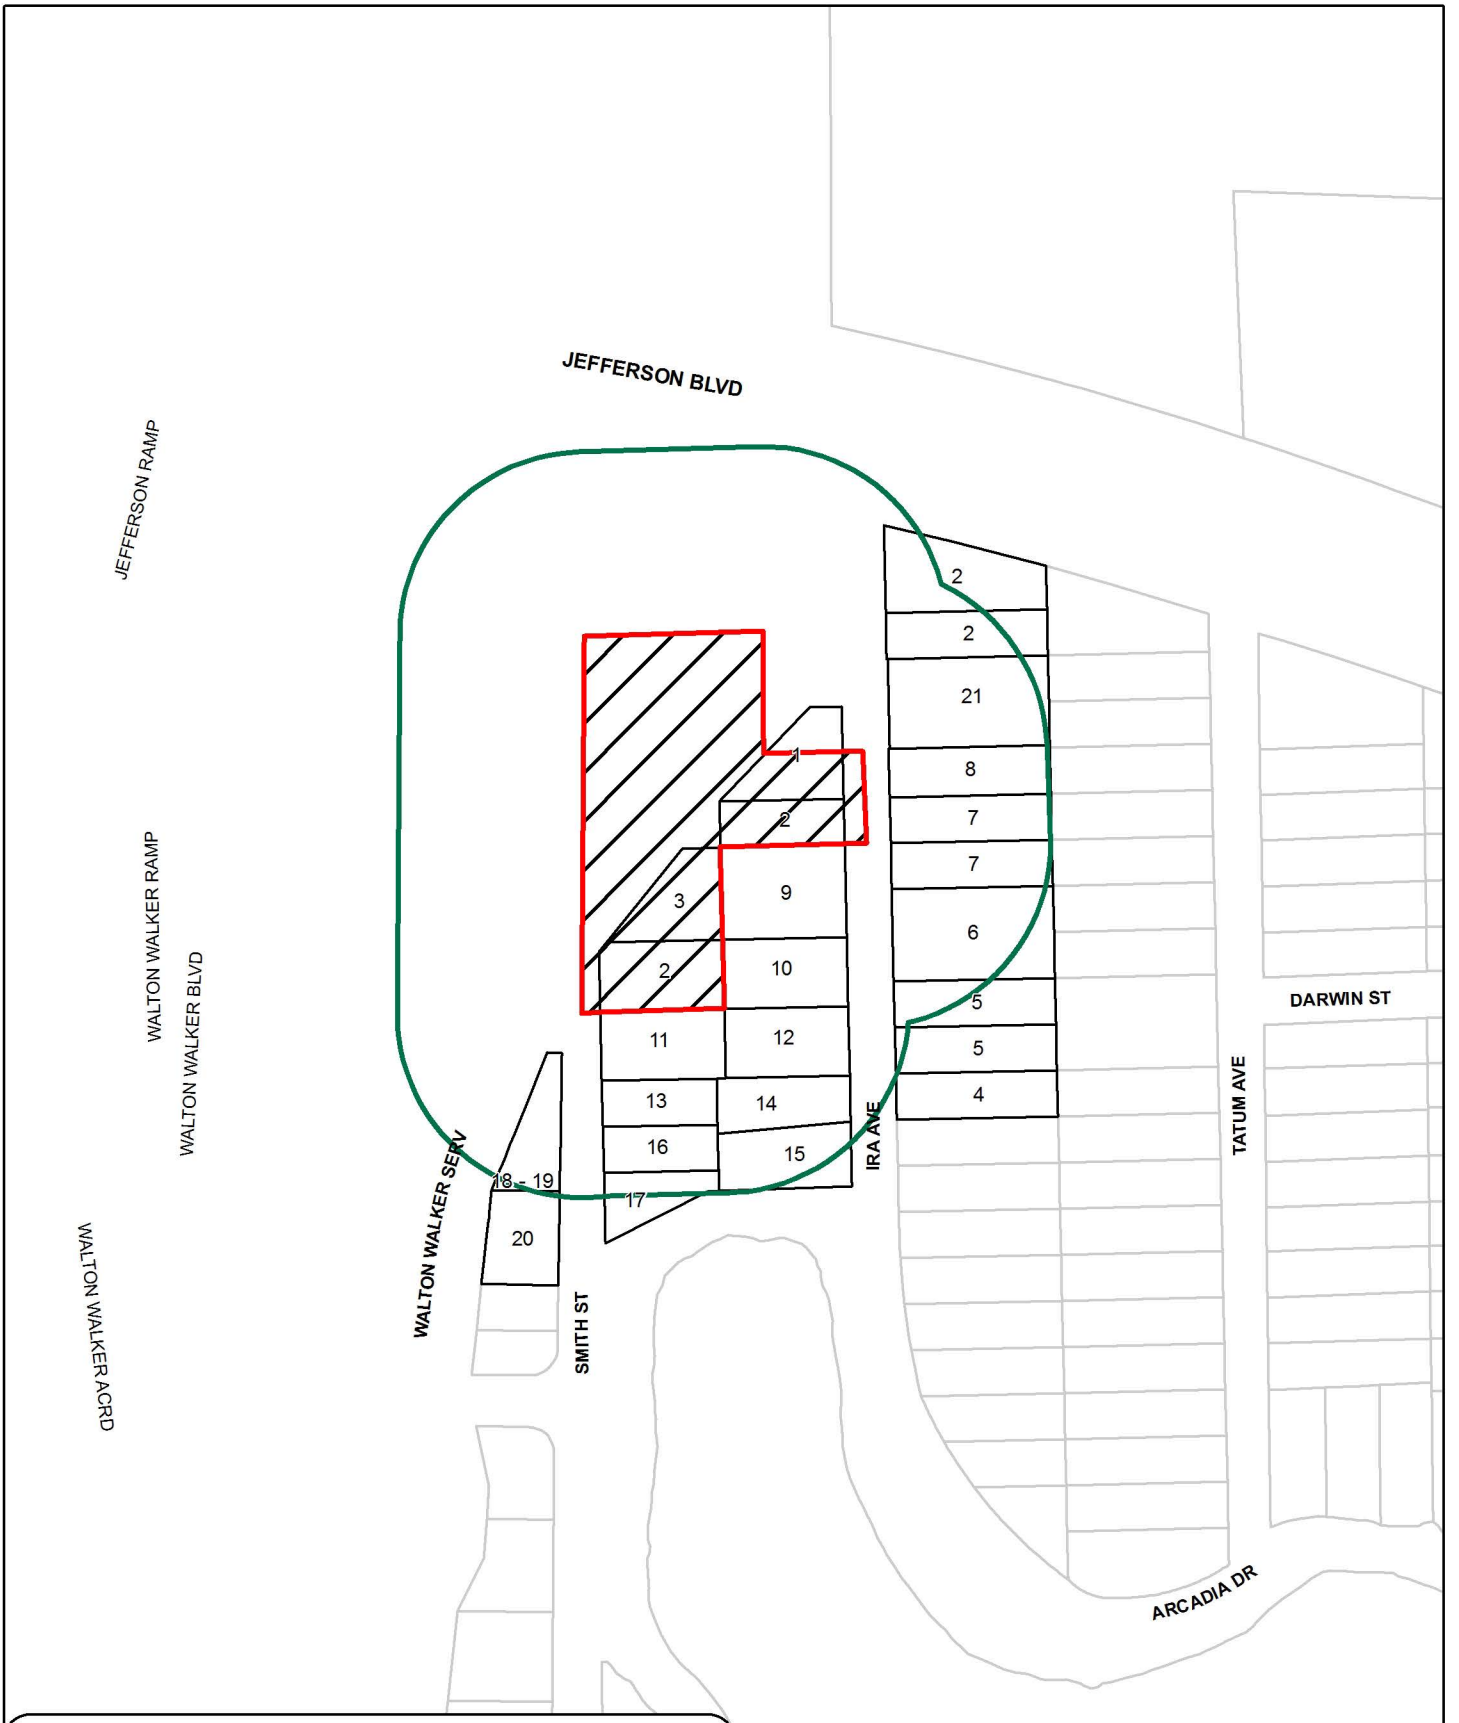 JEFFERSON BLVD
JEFFERSON RAMP
2
2
21
1
8
2
7
7
3
9
6
2
10
5
DARWIN ST
WALTON WALKER RAMP
WALTON WALKER BLVD
11
12
5
13
14
4
IRA AVE
TATUM AVE
16
15
18 - 19
17
20
WALTON WALKER SERV
SMITH ST
WALTON WALKER ACRD
ARCADIA DR